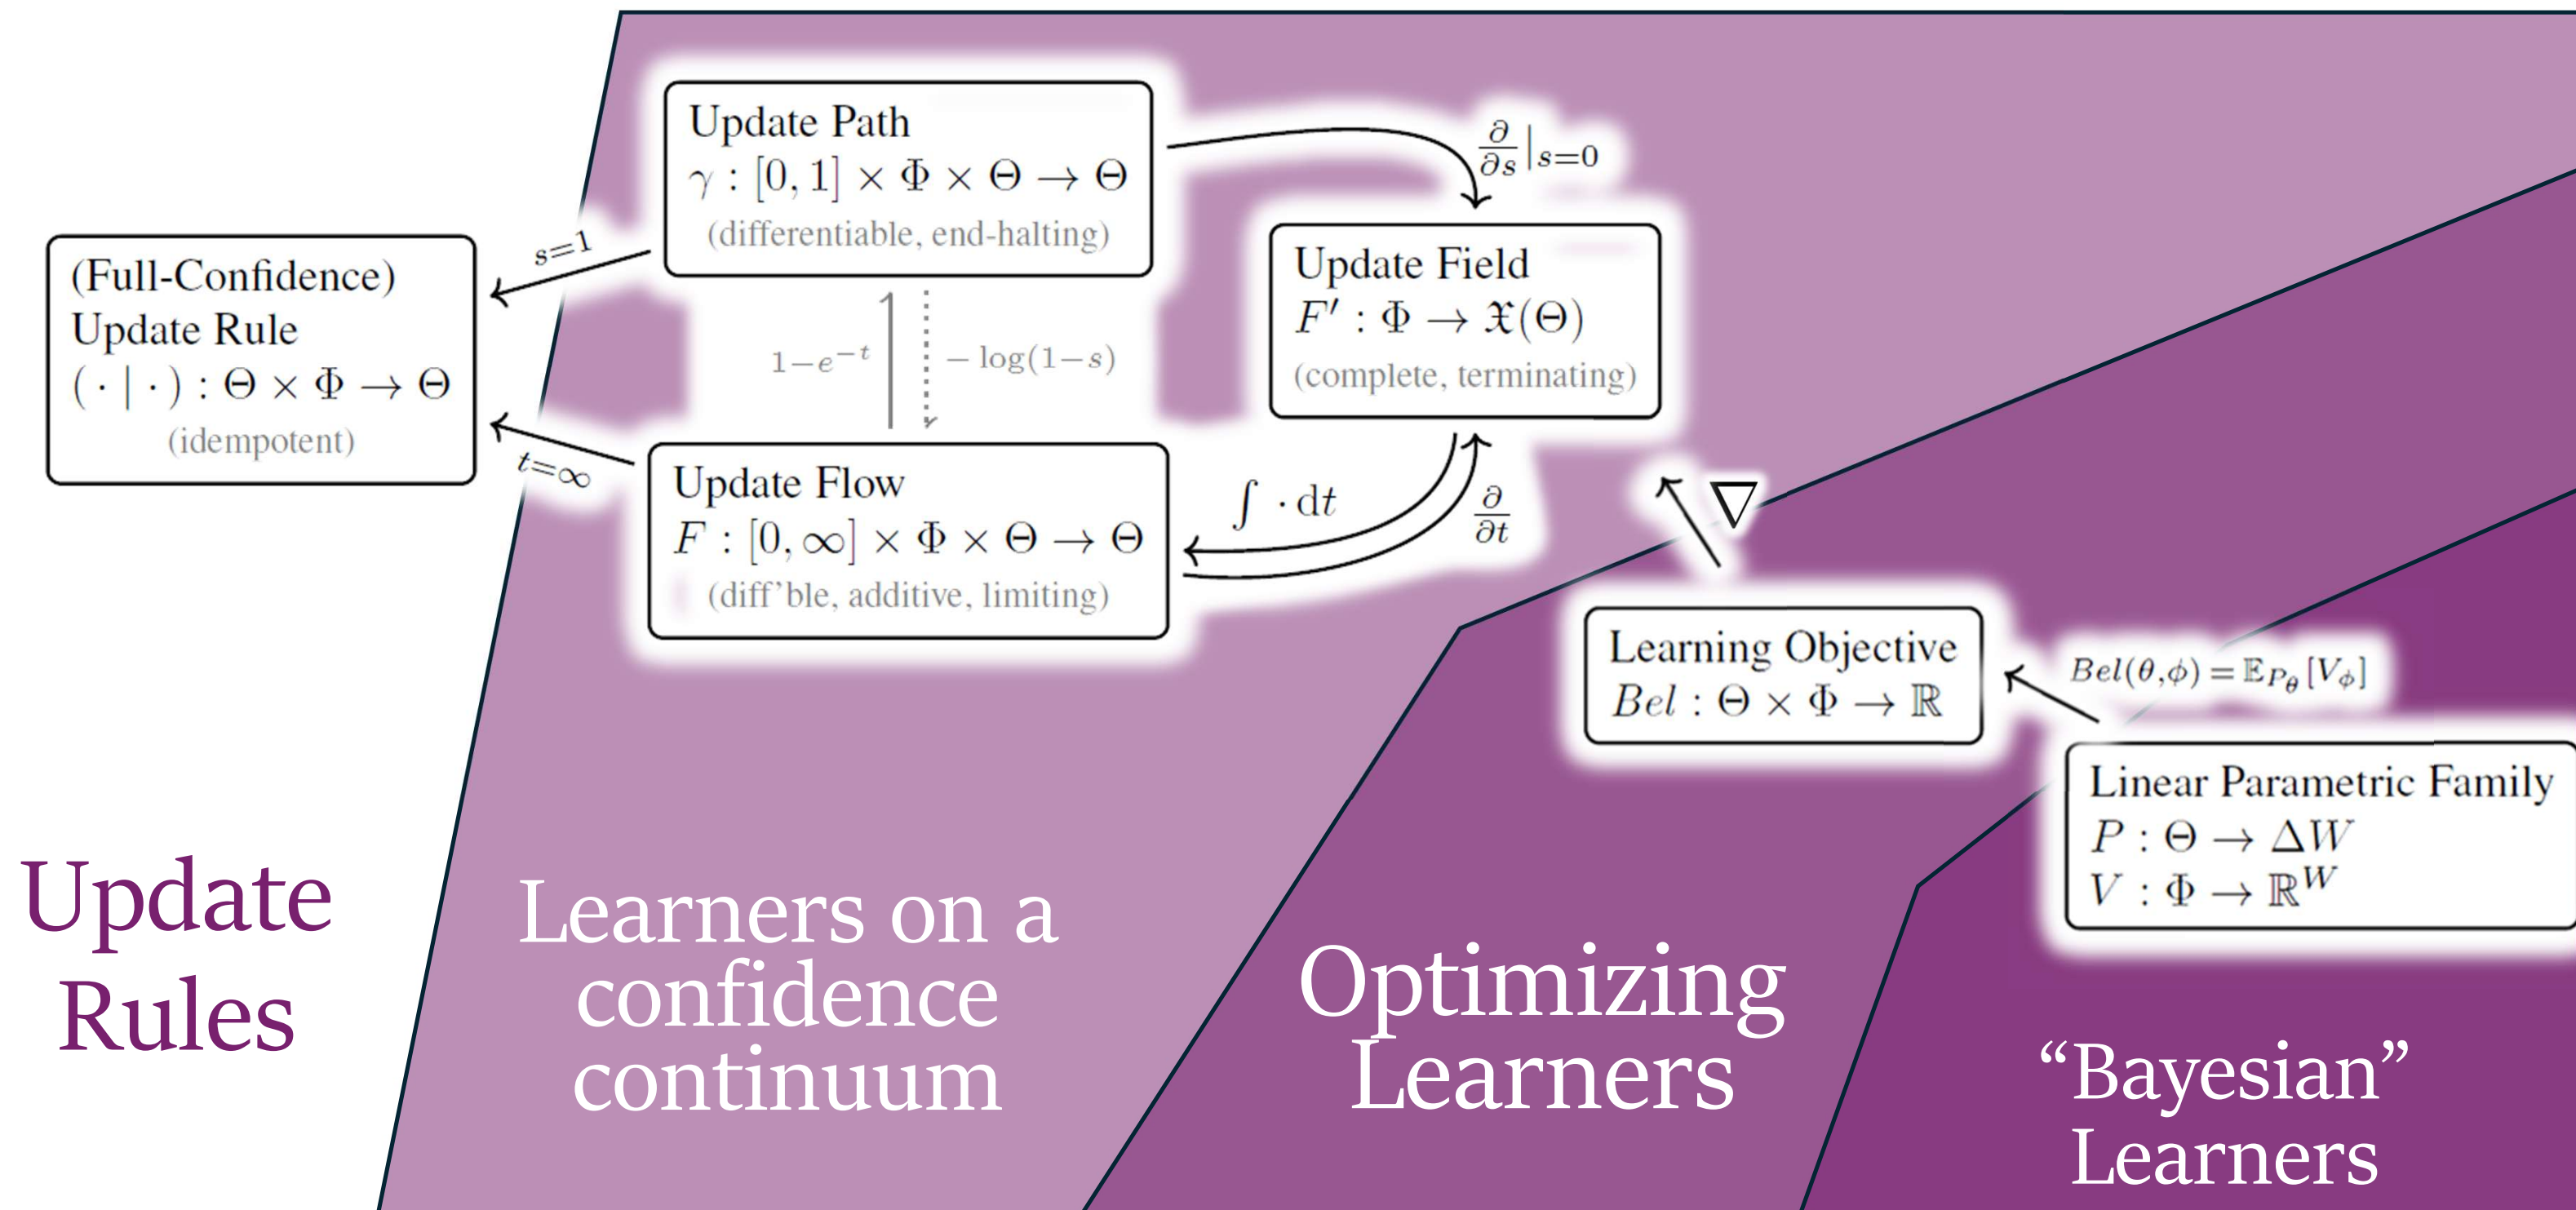 Update Path
γ : [0, 1] × Φ × Θ → Θ
(differentiable, end-halting)
∂/∂s |s=0
s=1
(Full-Confidence)
Update Rule
( · | · ) : Θ × Φ → Θ
(idempotent)
Update Field
F′ : Φ → 𝔛(Θ)
(complete, terminating)
1−e^{−t}
− log(1−s)
t=∞
Update Flow
F : [0, ∞] × Φ × Θ → Θ
(diff'ble, additive, limiting)
∫ · dt
∂/∂t
∇
Learning Objective
Bel : Θ × Φ → ℝ
Bel(θ,ϕ) = 𝔼_{P_θ}[V_ϕ]
Linear Parametric Family
P : Θ → ΔW
V : Φ → ℝ^W
Update
Rules
Learners on a
confidence
continuum
Optimizing
Learners
“Bayesian”
Learners